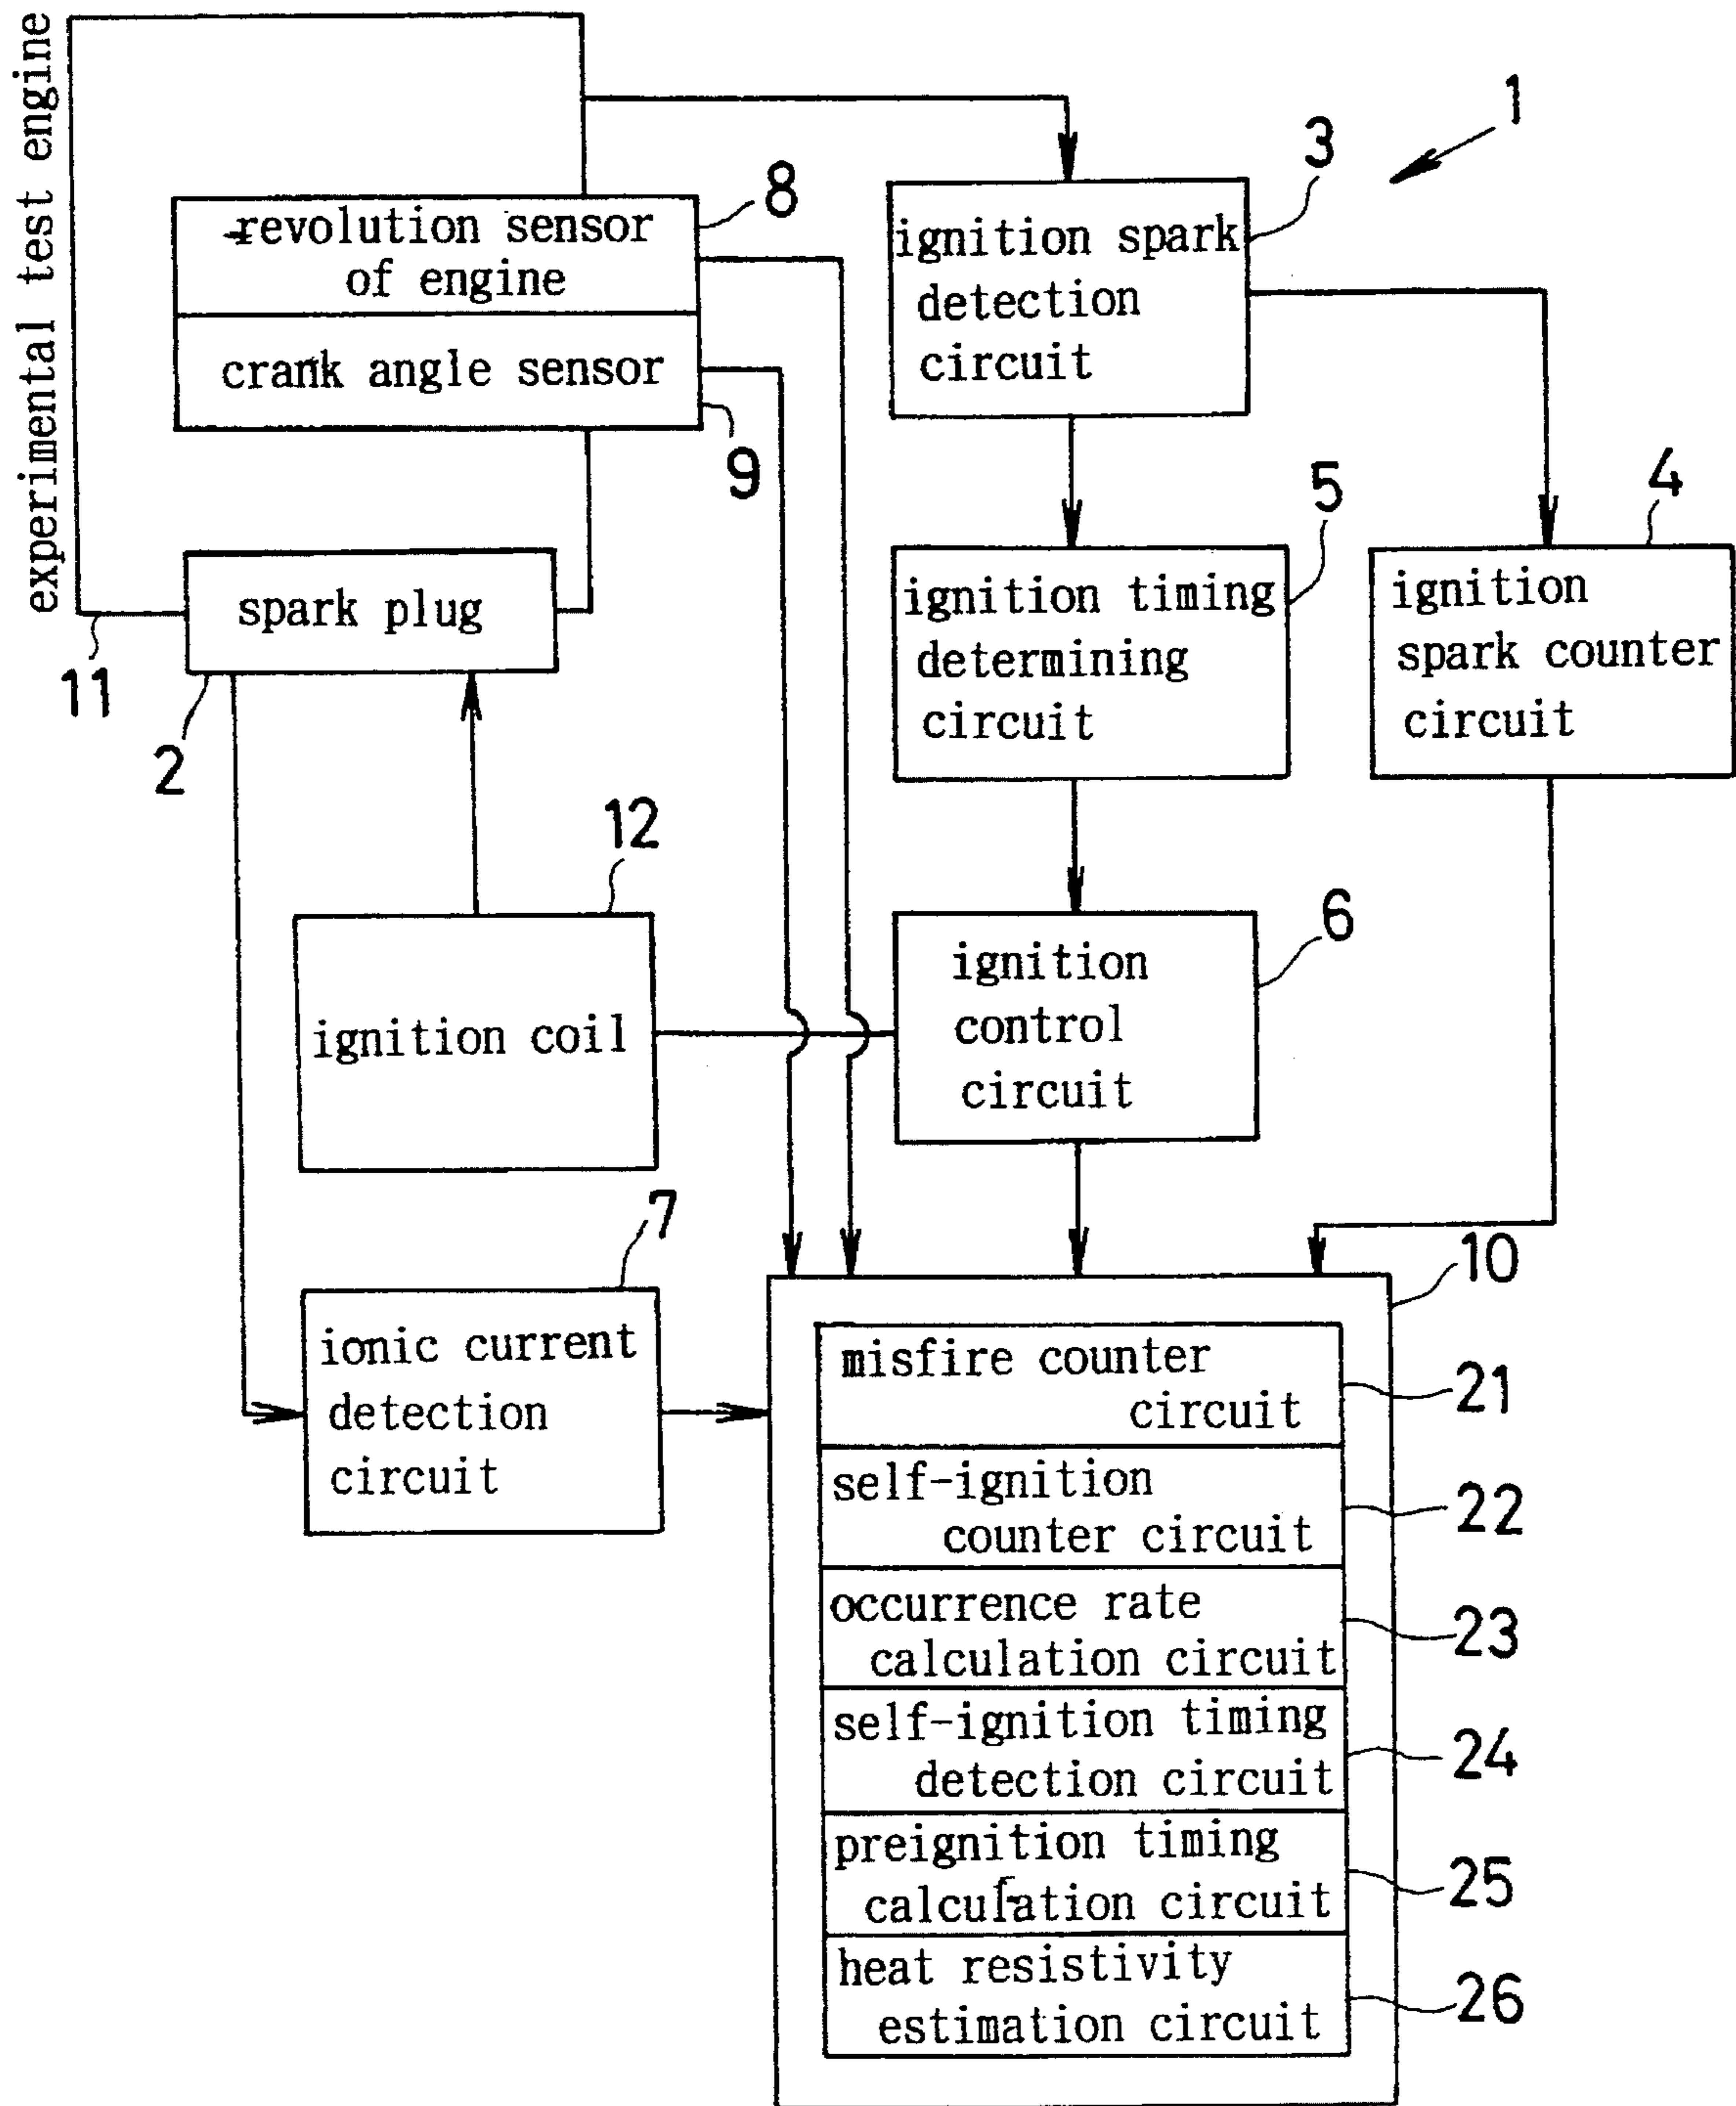 experimental test engine
1
3
8
revolution sensor
of engine
crank angle sensor
9
ignition spark
detection
circuit
5
4
ignition timing
determining
circuit
ignition
spark counter
circuit
spark plug
11
2
12
6
ignition coil
ignition
control
circuit
7
10
ionic current
detection
circuit
misfire counter
circuit
21
self-ignition
counter circuit
22
occurrence rate
calculation circuit
23
self-ignition timing
detection circuit
24
preignition timing
calculation circuit
25
heat resistivity
estimation circuit
26